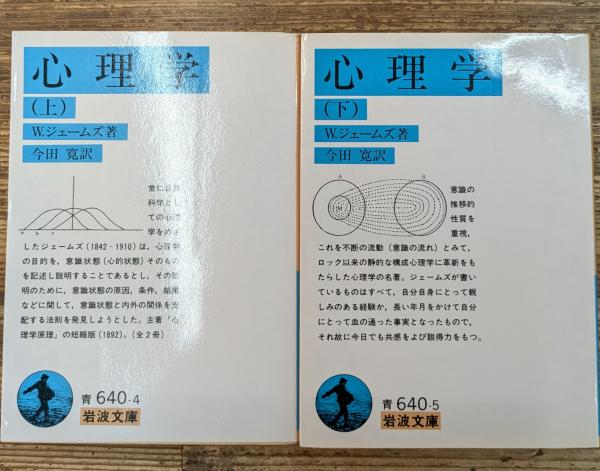 心理学
(上)
W.ジェームズ著
今田 寛訳
常に自然
科学とし
ての心理
学をめざ
したジェームズ(1842‐1910)は，心理学
の目的を，意識状態(心的状態)そのもの
を記述し説明することであるとし，その説
明のために，意識状態の原因，条件，結果
などに関して，意識状態と内外の関係を支
配する法則を発見しようとした．主著『心
理学原理』の短縮版(1892)．(全2冊)
a b c
青 640-4
岩波文庫
心理学
(下)
W.ジェームズ著
今田 寛訳
A B
M
意識の
推移的
性質を
重視，
これを不断の流動(意識の流れ)とみて，
ロック以来の静的な構成心理学に革新をも
たらした心理学の名著．ジェームズが書い
ているものはすべて，自分自身にとって親
しみのある経験か，長い年月をかけて自分
にとって血の通った事実となったもので，
それ故に今日でも共感をよび説得力をもつ．
青 640-5
岩波文庫